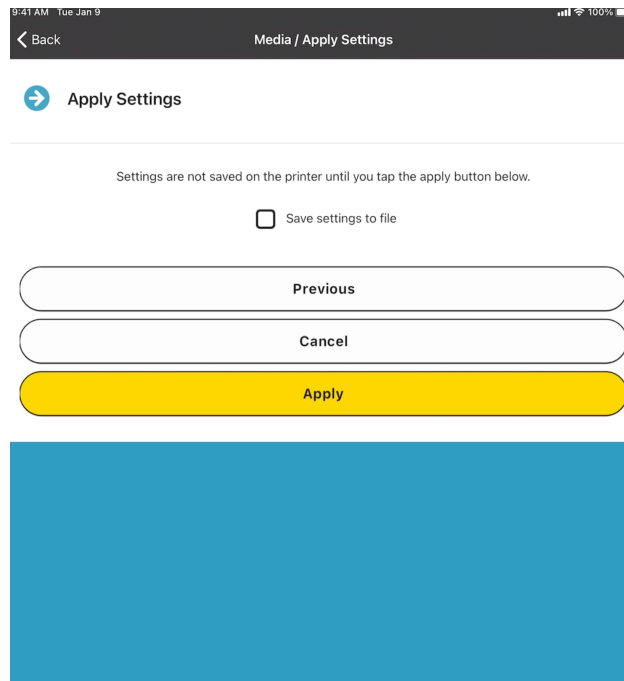 9:41 AM Tue Jan 9 100%
Back Media / Apply Settings
Apply Settings
Settings are not saved on the printer until you tap the apply button below.
Save settings to file
Previous
Cancel
Apply